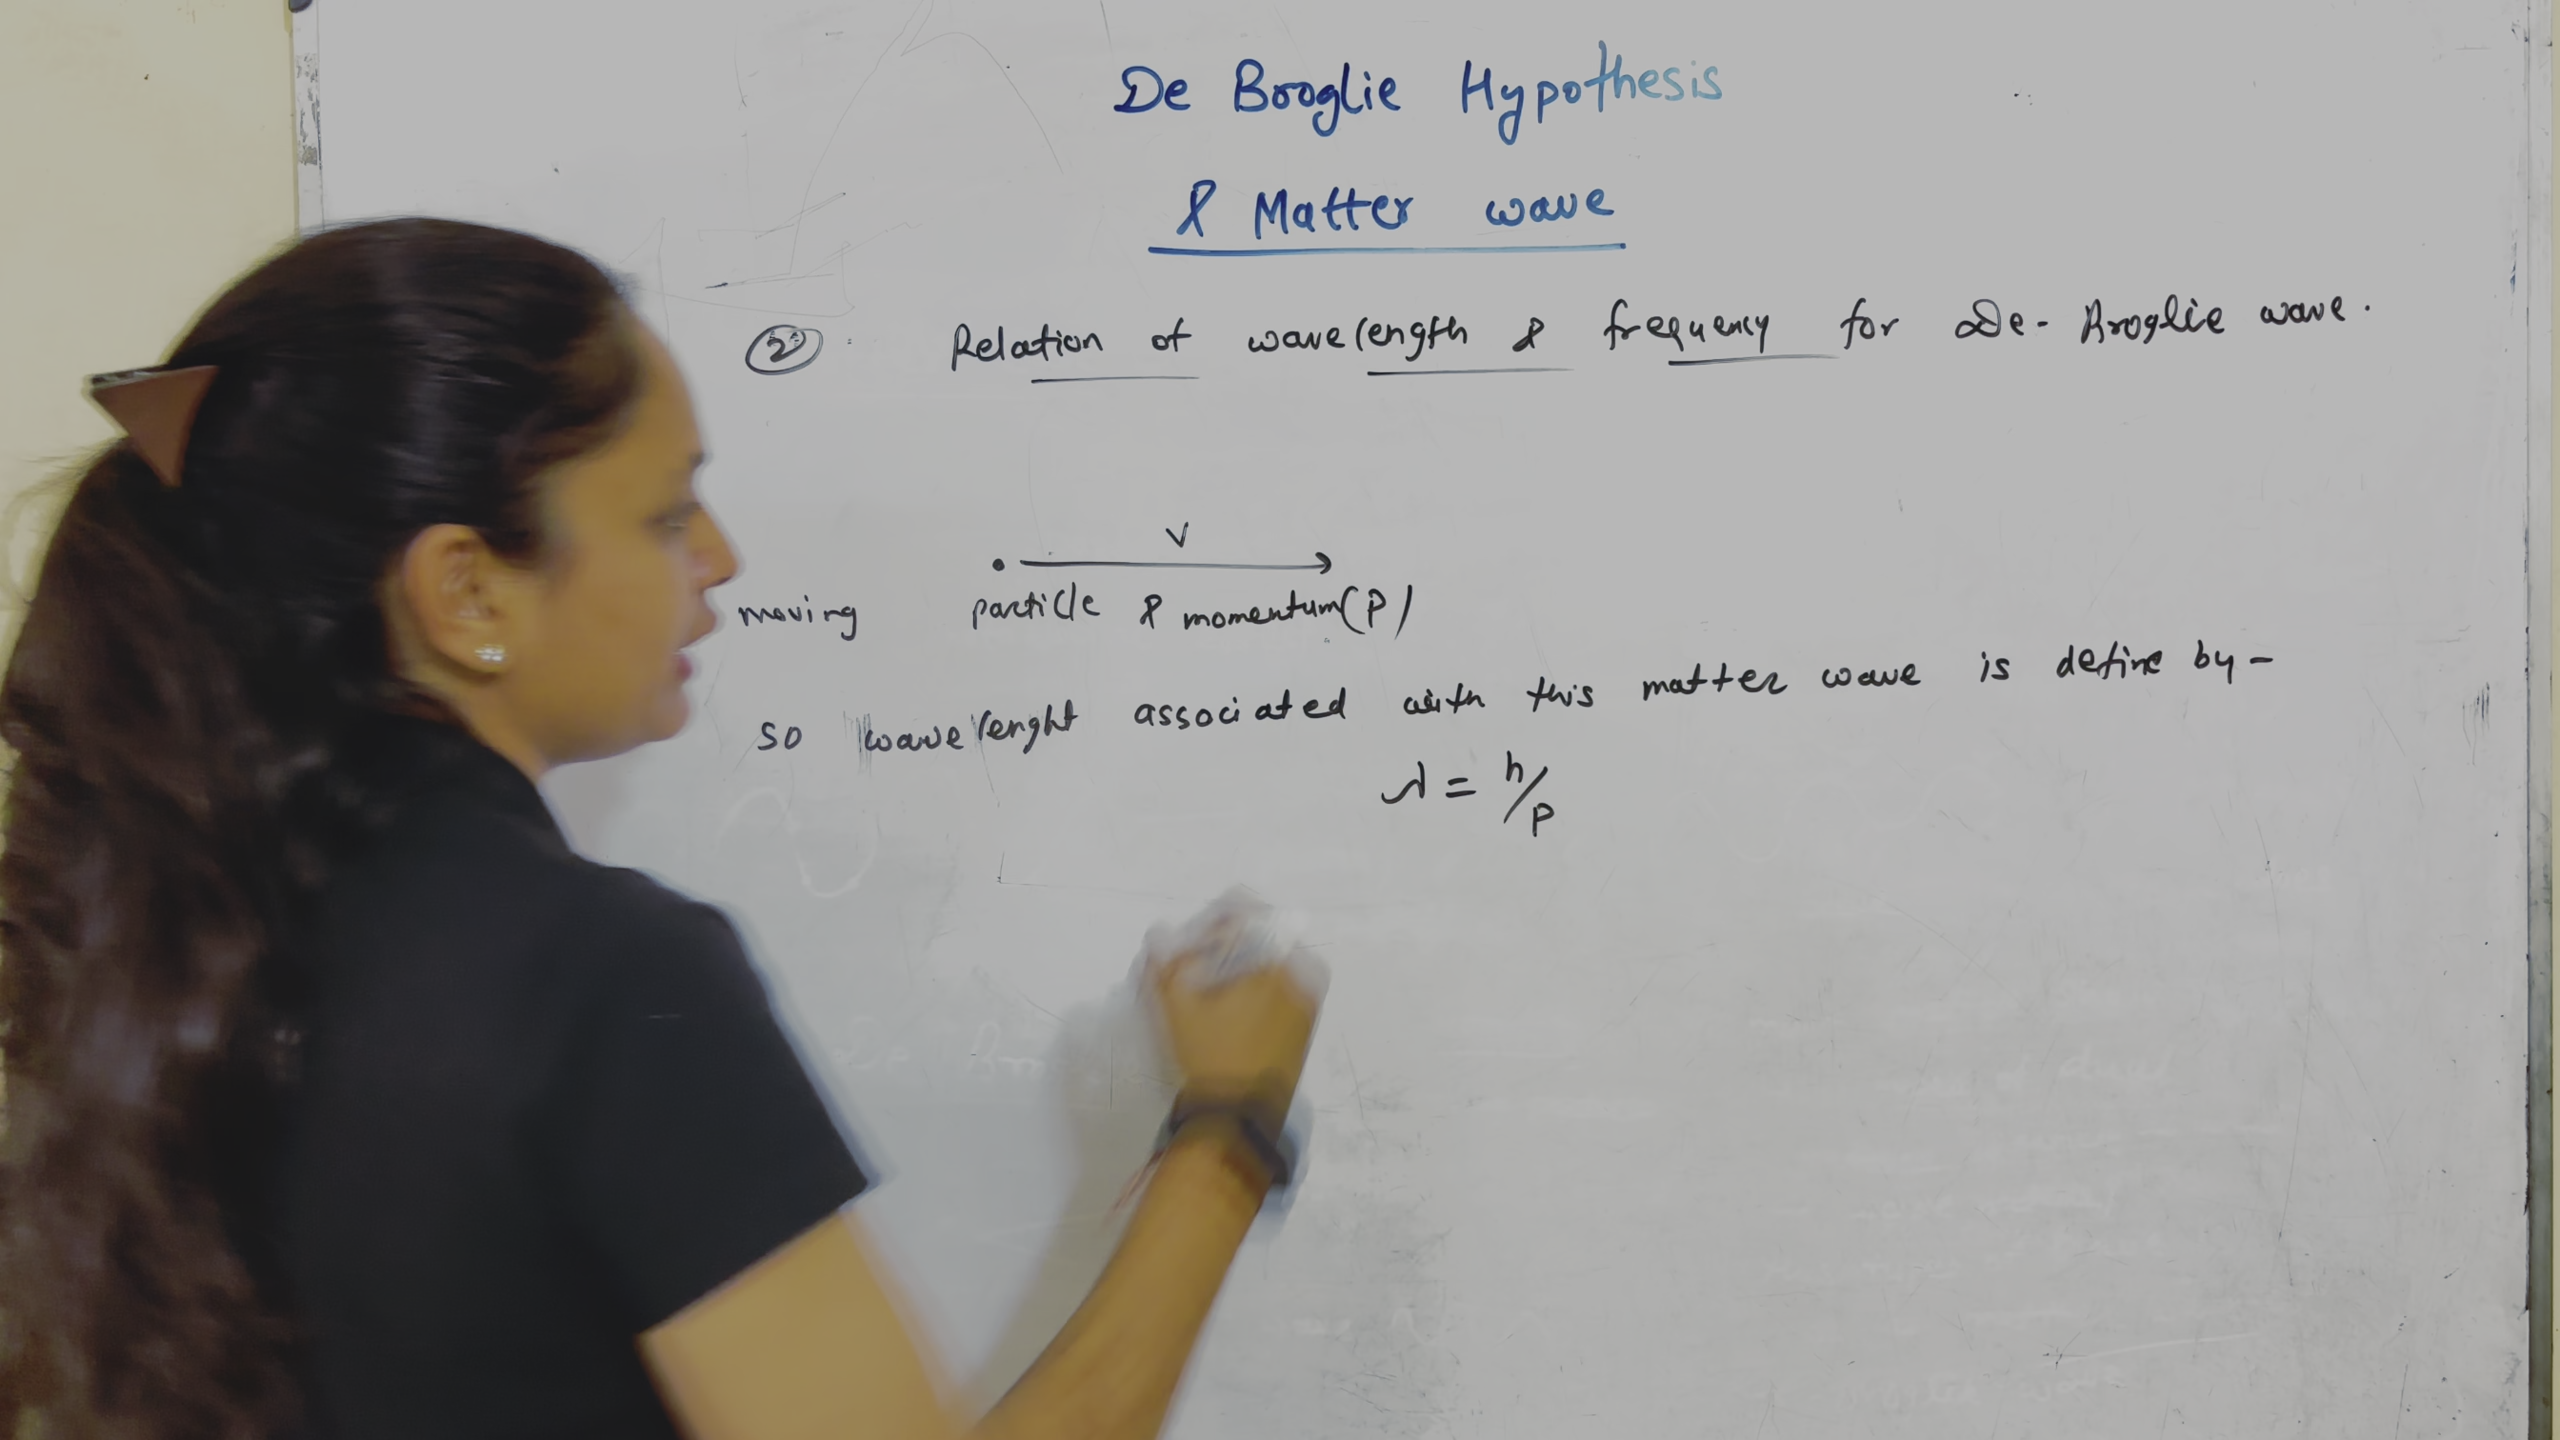 De Broglie Hypothesis
& Matter wave
② Relation of wavelength & frequency for De-Broglie wave.
v
moving particle & momentum(P)
so wavelenght associated with this matter wave is define by-
λ = h/p